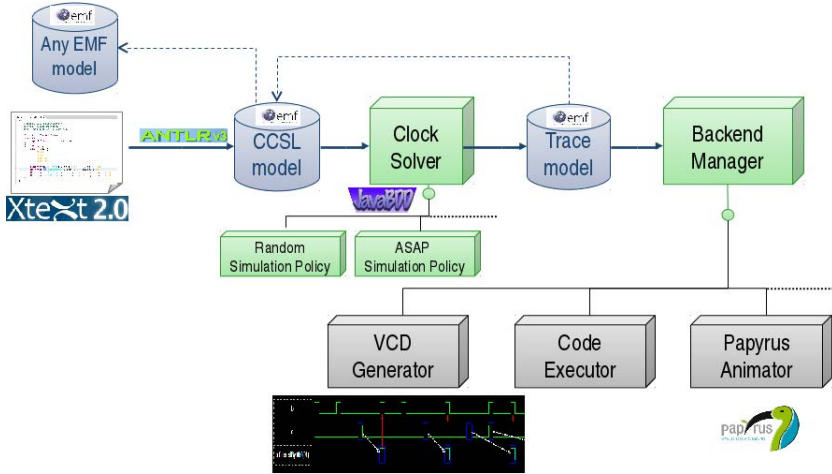 emf
Any EMF
model
ANTLR v3
Xtext 2.0
emf
CCSL
model
Clock
Solver
JavaBDD
emf
Trace
model
Backend
Manager
Random
Simulation Policy
ASAP
Simulation Policy
VCD
Generator
Code
Executor
Papyrus
Animator
papyrus